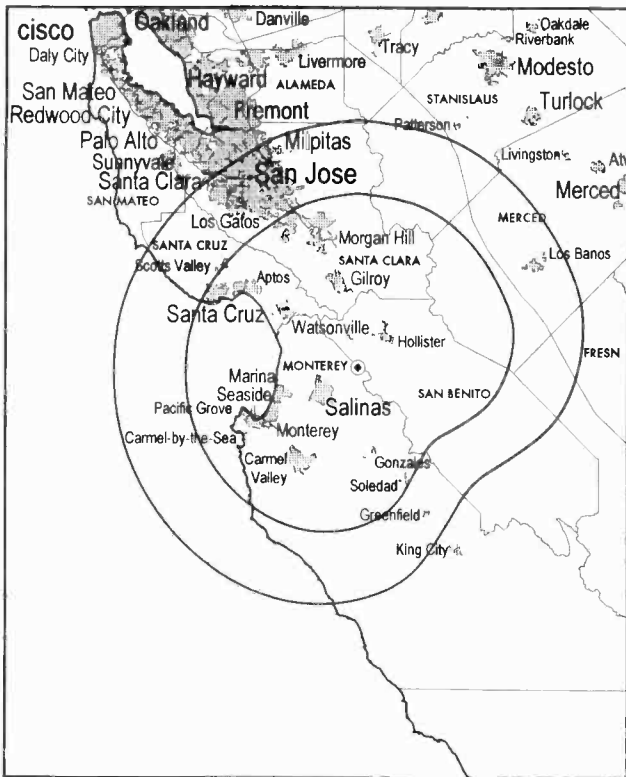 Oakland
Danville
Oakdale
cisco
Riverbank
Daly City
Tracy
Livermore
Modesto
Hayward
ALAMEDA
San Mateo
STANISLAUS
Turlock
Redwood City
Fremont
Patterson
Palo Alto
Milpitas
Sunnyvale
Livingston
At
San Jose
Santa Clara
Merced
SAN MATEO
Los Gatos
MERCED
Morgan Hill
SANTA CRUZ
Los Banos
SANTA CLARA
Scotts Valley
Aptos
Gilroy
Santa Cruz
Watsonville
Hollister
FRESN
MONTEREY
Marina
SAN BENITO
Seaside
Pacific Grove
Salinas
Monterey
Carmel-by-the-Sea
Carmel
Valley
Gonzales
Soledad
Greenfield
King City